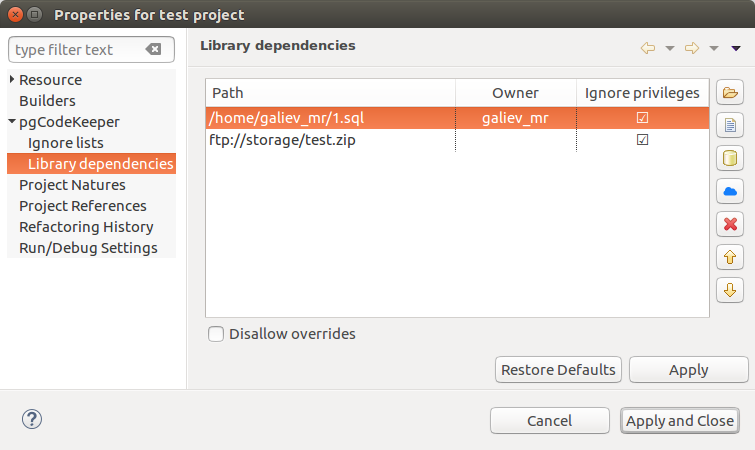 Properties for test project
type filter text
Library dependencies
Resource
Builders
pgCodeKeeper
Ignore lists
Library dependencies
Project Natures
Project References
Refactoring History
Run/Debug Settings
Path Owner Ignore privileges
/home/galiev_mr/1.sql galiev_mr
ftp://storage/test.zip
Disallow overrides
Restore Defaults Apply
Cancel Apply and Close